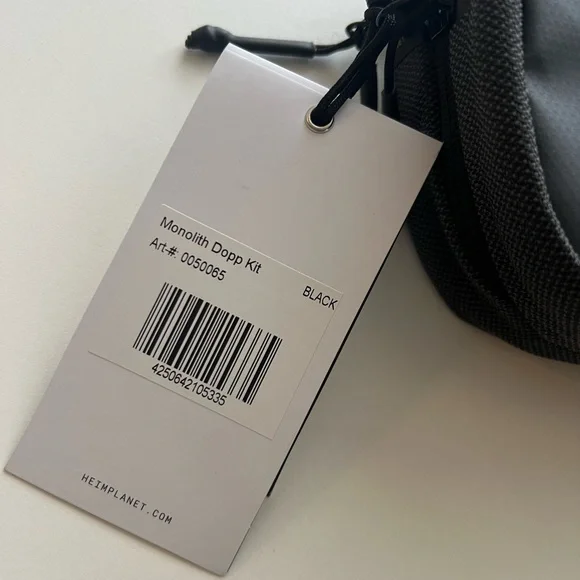 Monolith Dopp Kit
Art-#: 0050065
BLACK
4250642105335
HEIMPLANET.COM